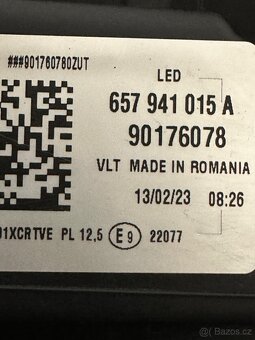 ###901760780ZUT
LED
657 941 015 A
90176078
VLT MADE IN ROMANIA
13/02/23 08:26
01XCRTVE PL 12,5 E9 22077
sbazar.cz